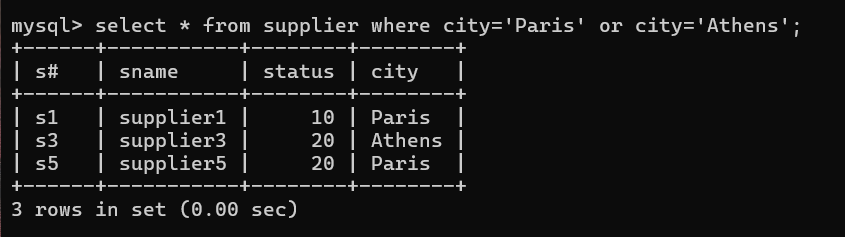 mysql> select * from supplier where city='Paris' or city='Athens';
+------+-----------+--------+--------+
| s#   | sname     | status | city   |
+------+-----------+--------+--------+
| s1   | supplier1 |     10 | Paris  |
| s3   | supplier3 |     20 | Athens |
| s5   | supplier5 |     20 | Paris  |
+------+-----------+--------+--------+
3 rows in set (0.00 sec)